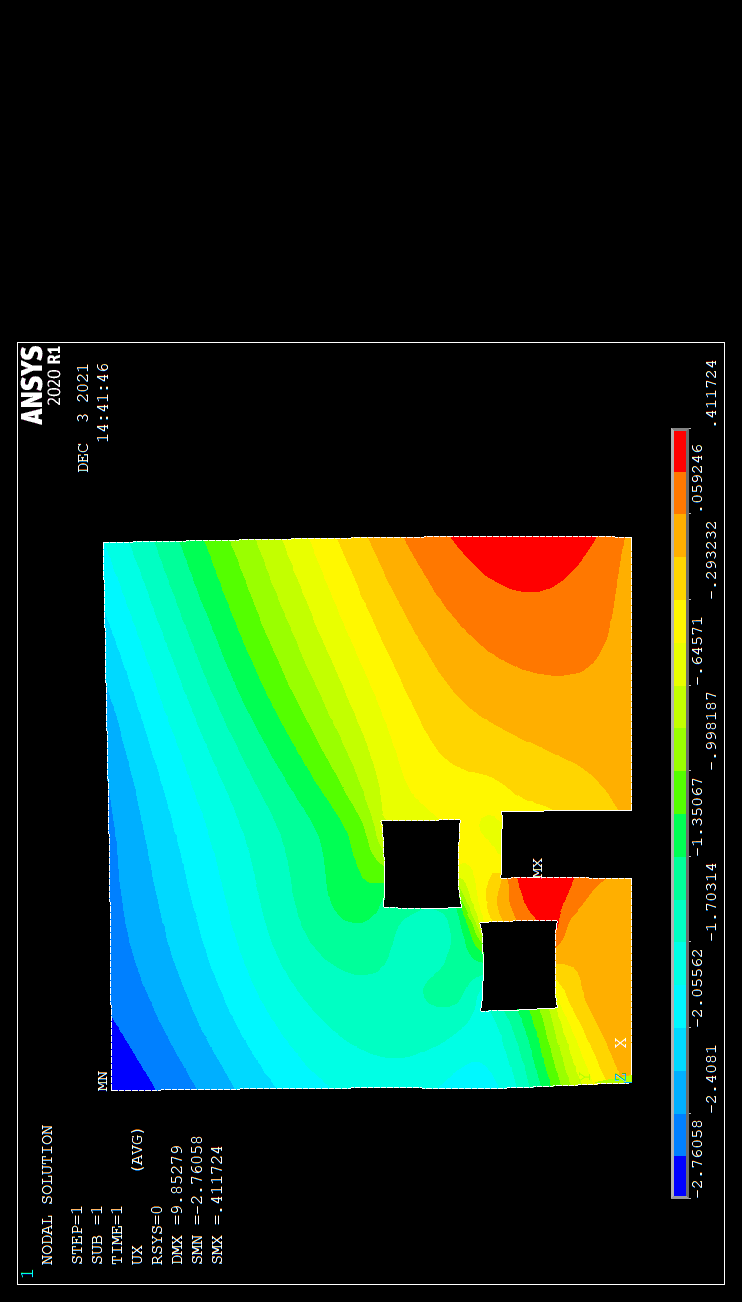 1
NODAL SOLUTION
STEP=1
SUB =1
TIME=1
UX (AVG)
RSYS=0
DMX =9.85279
SMN =-2.76058
SMX =.411724
ANSYS
2020 R1
DEC 3 2021
14:41:46
MN
MX
X
Z
-2.76058
-2.4081
-2.05562
-1.70314
-1.35067
-.998187
-.64571
-.293232
.059246
.411724